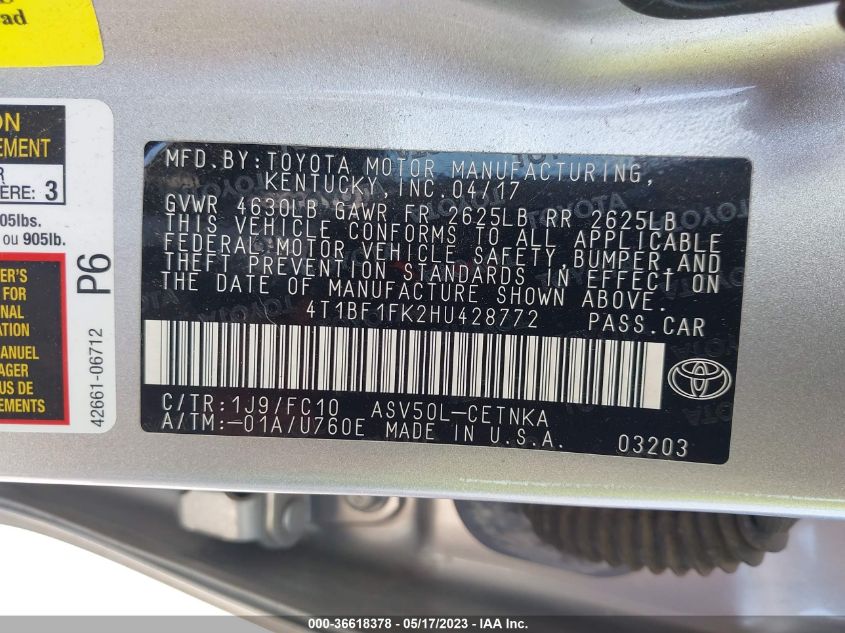 ad
ON
EMENT
R
ERE: 3
05lbs.
ou 905lb.
ER'S
FOR
NAL
ATION
ANUEL
AGER
US DE
EMENTS
P6
42661-06712
MFD.BY:TOYOTA MOTOR MANUFACTURING,
KENTUCKY,INC.04/17
GVWR 4630LB GAWR FR 2625LB RR 2625LB
THIS VEHICLE CONFORMS TO ALL APPLICABLE
FEDERAL MOTOR VEHICLE SAFETY,BUMPER,AND
THEFT PREVENTION STANDARDS IN EFFECT ON
THE DATE OF MANUFACTURE SHOWN ABOVE.
4T1BF1FK2HU428772 PASS.CAR
C/TR:1J9/FC10 ASV50L-CETNKA
A/TM:-01A/U760E MADE IN U.S.A. 03203
000-36618378 - 05/17/2023 - COPYRIGHT IAA, INC.